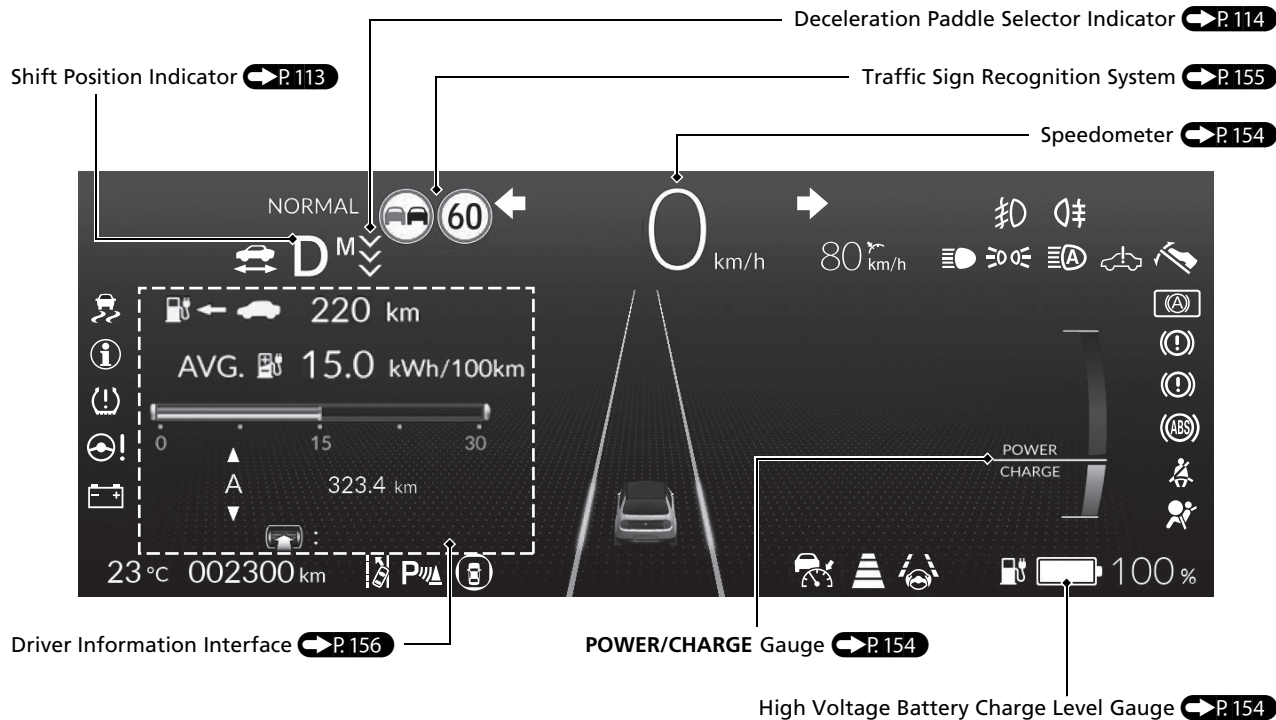 Deceleration Paddle Selector Indicator P. 114
Shift Position Indicator P. 113
Traffic Sign Recognition System P. 155
Speedometer P. 154
NORMAL
60
0 km/h
D M
80 km/h
A
A
220 km
AVG. 15.0 kWh/100km
ABS
0 15 30
POWER
CHARGE
A 323.4 km
:
23 °C 002300 km P 100 %
Driver Information Interface P. 156
POWER/CHARGE Gauge P. 154
High Voltage Battery Charge Level Gauge P. 154